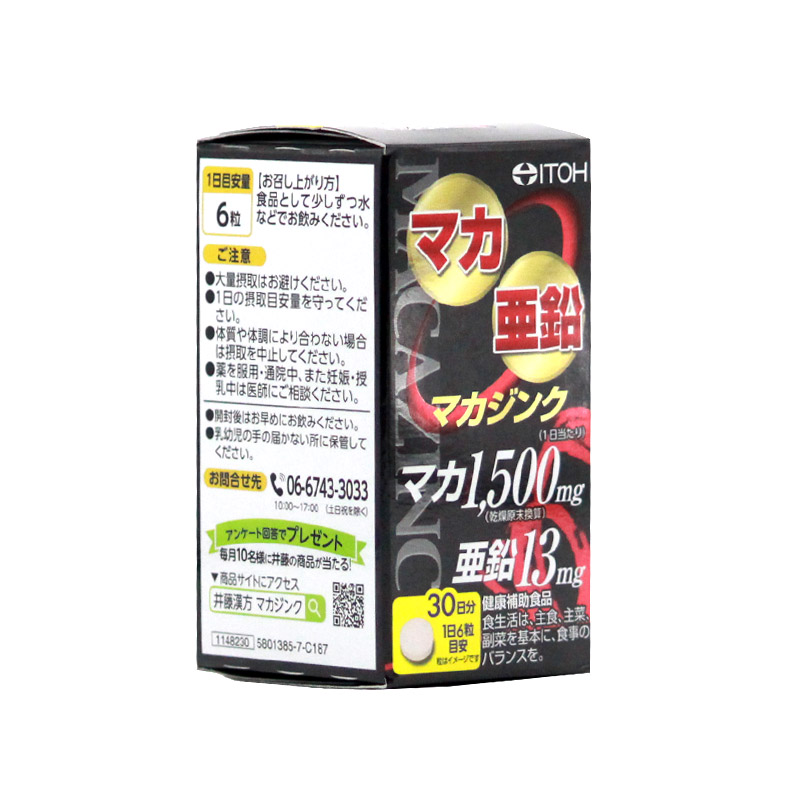 1日目安量
6粒
【お召し上がり方】
食品として少しずつ水
などでお飲みください。
ご注意
●大量摂取はお避けください。
●1日の摂取目安量を守ってくだ
さい。
●体質や体調により合わない場合
は摂取を中止してください。
●薬を服用・通院中、また妊娠・授
乳中は医師にご相談ください。
●開封後はお早めにお飲みください。
●乳幼児の手の届かない所に保管して
ください。
お問合せ先 06-6743-3033
10:00〜17:00 （土日祝を除く）
アンケート回答でプレゼント
毎月10名様に井藤の商品が当たる!
▼商品サイトにアクセス
井藤漢方 マカジンク
1148230 5801385-7-C187
ITOH
MACAZINC
マカ
亜鉛
マカジンク
(1日当たり)
マカ1,500mg
(乾燥原末換算)
亜鉛13mg
30日分
1日6粒
目安
粒はイメージです
健康補助食品
食生活は、主食、主菜、
副菜を基本に、食事の
バランスを。